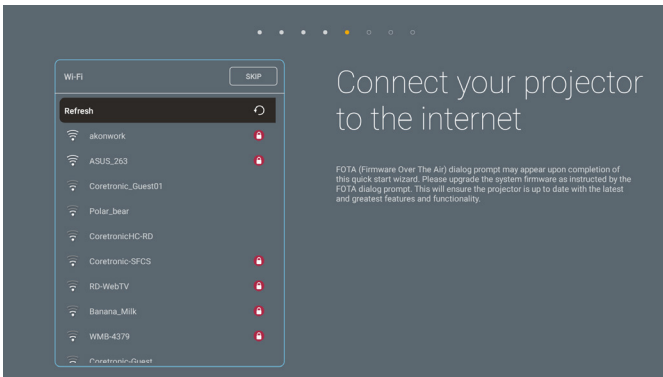 Wi-Fi
SKIP
Refresh
akonwork
ASUS_263
Coretronic_Guest01
Polar_bear
CoretronicHC-RD
Coretronic-SFCS
RD-WebTV
Banana_Milk
WMB-4379
Coretronic-Guest
Connect your projector
to the internet
FOTA (Firmware Over The Air) dialog prompt may appear upon completion of
this quick start wizard. Please upgrade the system firmware as instructed by the
FOTA dialog prompt. This will ensure the projector is up to date with the latest
and greatest features and functionality.